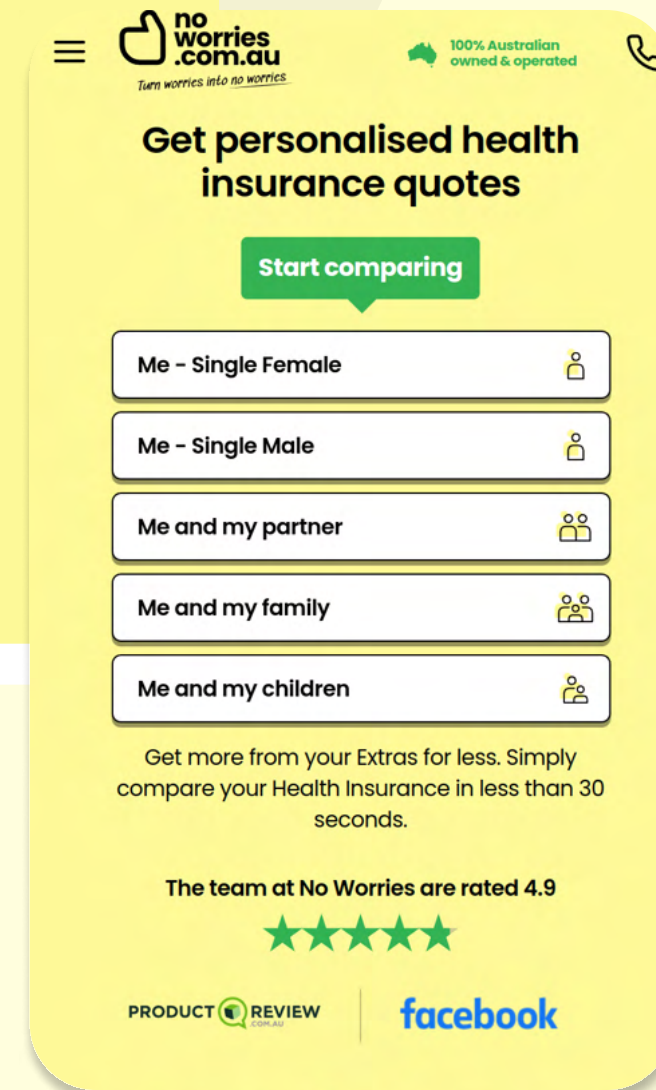 no
worries
.com.au
Turn worries into no worries
100% Australian
owned & operated
Get personalised health
insurance quotes
Start comparing
Me - Single Female
Me - Single Male
Me and my partner
Me and my family
Me and my children
Get more from your Extras for less. Simply
compare your Health Insurance in less than 30
seconds.
The team at No Worries are rated 4.9
PRODUCT REVIEW
.COM.AU
facebook